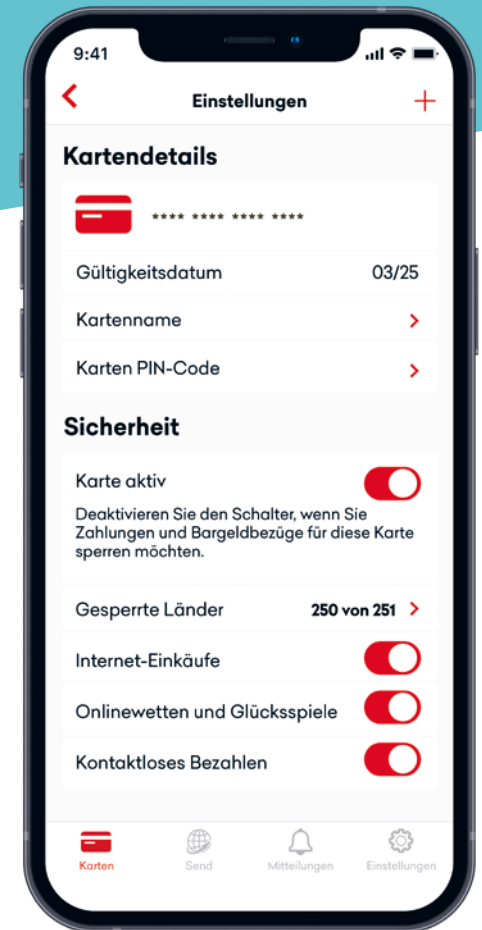 9:41
Einstellungen
Kartendetails
**** **** **** ****
Gültigkeitsdatum 03/25
Kartenname
Karten PIN-Code
Sicherheit
Karte aktiv
Deaktivieren Sie den Schalter, wenn Sie
Zahlungen und Bargeldbezüge für diese Karte
sperren möchten.
Gesperrte Länder 250 von 251
Internet-Einkäufe
Onlinewetten und Glücksspiele
Kontaktloses Bezahlen
Karten Send Mitteilungen Einstellungen